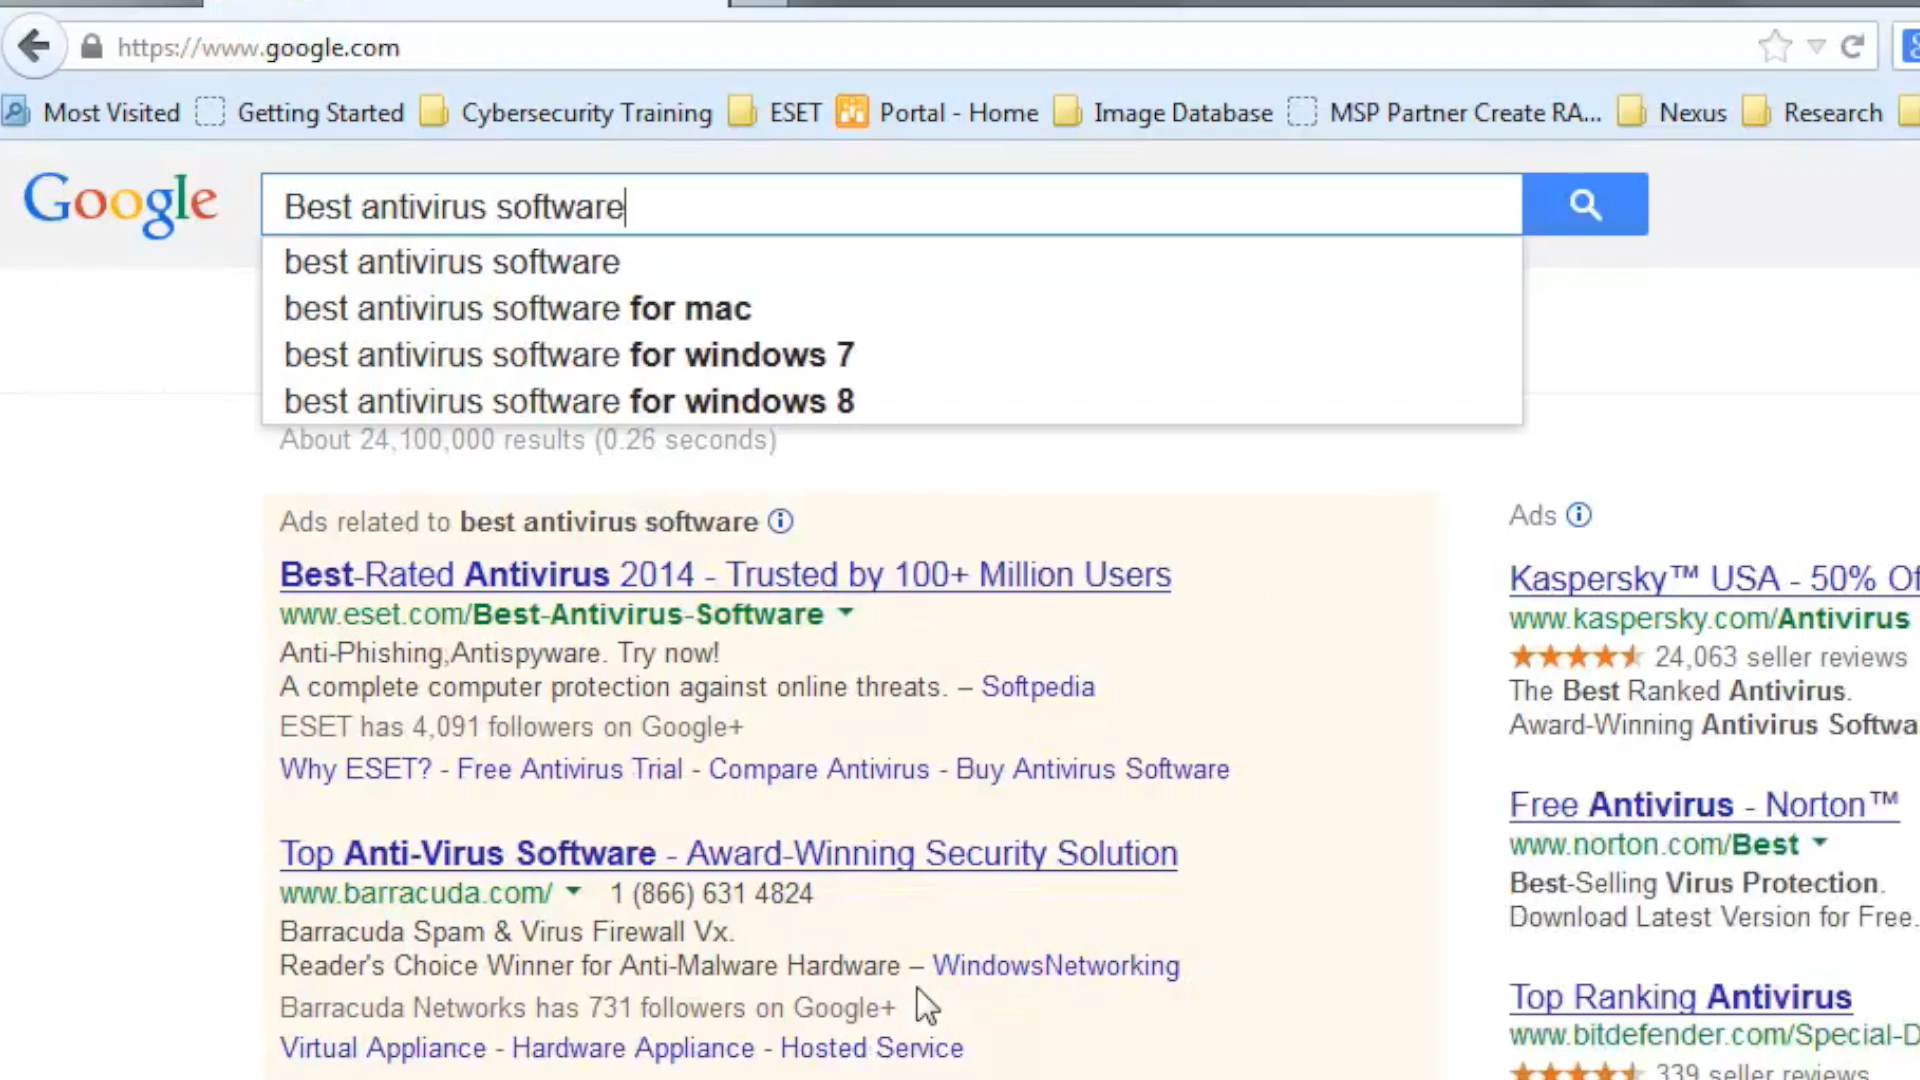 https://www.google.com
Most Visited Getting Started Cybersecurity Training ESET Portal - Home Image Database MSP Partner Create RA... Nexus Research
Google Best antivirus software
best antivirus software
best antivirus software for mac
best antivirus software for windows 7
best antivirus software for windows 8
About 24,100,000 results (0.26 seconds)
Ads related to best antivirus software
Best-Rated Antivirus 2014 - Trusted by 100+ Million Users
www.eset.com/Best-Antivirus-Software
Anti-Phishing,Antispyware. Try now!
A complete computer protection against online threats. – Softpedia
ESET has 4,091 followers on Google+
Why ESET? - Free Antivirus Trial - Compare Antivirus - Buy Antivirus Software
Top Anti-Virus Software - Award-Winning Security Solution
www.barracuda.com/ 1 (866) 631 4824
Barracuda Spam & Virus Firewall Vx.
Reader's Choice Winner for Anti-Malware Hardware – WindowsNetworking
Barracuda Networks has 731 followers on Google+
Virtual Appliance - Hardware Appliance - Hosted Service
Ads
Kaspersky™ USA - 50% Of
www.kaspersky.com/Antivirus
24,063 seller reviews
The Best Ranked Antivirus.
Award-Winning Antivirus Softwa
Free Antivirus - Norton™
www.norton.com/Best
Best-Selling Virus Protection.
Download Latest Version for Free.
Top Ranking Antivirus
www.bitdefender.com/Special-D
339 seller reviews